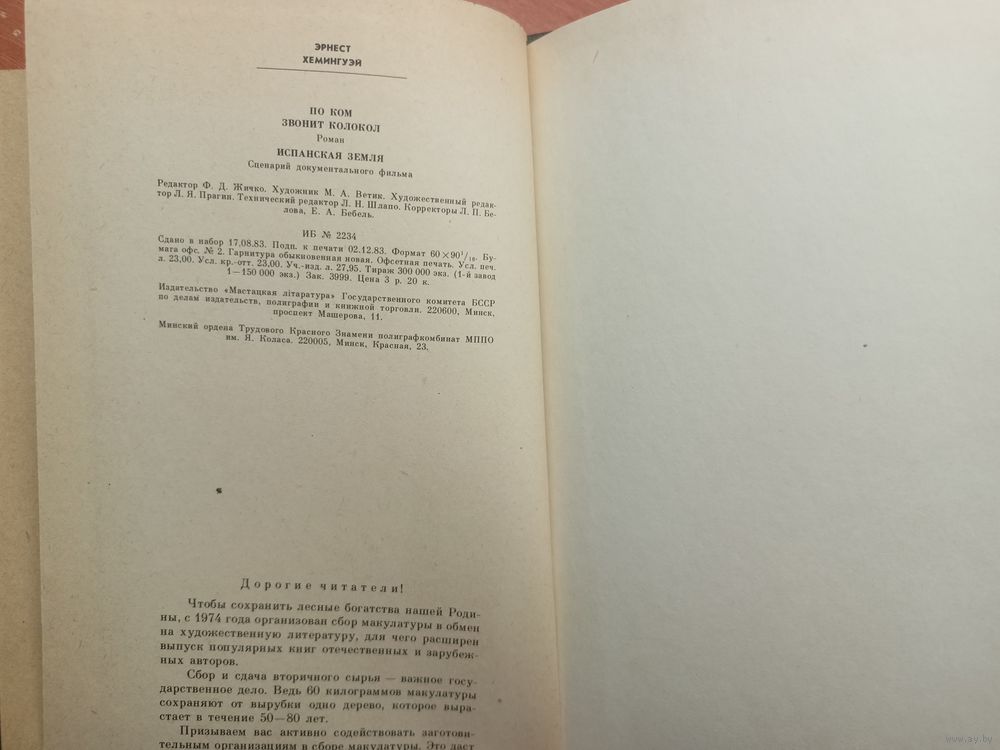 ЭРНЕСТ
ХЕМИНГУЭЙ
ПО КОМ
ЗВОНИТ КОЛОКОЛ
Роман
ИСПАНСКАЯ ЗЕМЛЯ
Сценарий документального фильма
Редактор Ф. Д. Жичко. Художник М. А. Ветик. Художественный редак-
тор Л. Я. Прагин. Технический редактор Л. Н. Шлапо. Корректоры Л. П. Бе-
лова, Е. А. Бебель.
ИБ № 2234
Сдано в набор 17.08.83. Подп. к печати 02.12.83. Формат 60×90¹/₁₆. Бу-
мага офс. № 2. Гарнитура обыкновенная новая. Офсетная печать. Усл. печ.
л. 23,00. Усл. кр.-отт. 23,00. Уч.-изд. л. 27,95. Тираж 300 000 экз. (1-й завод
1—150 000 экз.) Зак. 3999. Цена 3 р. 20 к.
Издательство «Мастацкая літаратура» Государственного комитета БССР
по делам издательств, полиграфии и книжной торговли. 220600, Минск,
проспект Машерова, 11.
Минский ордена Трудового Красного Знамени полиграфкомбинат МППО
им. Я. Коласа. 220005, Минск, Красная, 23.
Дорогие читатели!
Чтобы сохранить лесные богатства нашей Роди-
ны, с 1974 года организован сбор макулатуры в обмен
на художественную литературу, для чего расширен
выпуск популярных книг отечественных и зарубеж-
ных авторов.
Сбор и сдача вторичного сырья — важное госу-
дарственное дело. Ведь 60 килограммов макулатуры
сохраняют от вырубки одно дерево, которое выра-
стает в течение 50—80 лет.
Призываем вас активно содействовать заготови-
тельным организациям в сборе макулатуры. Это даст
www.ay.by